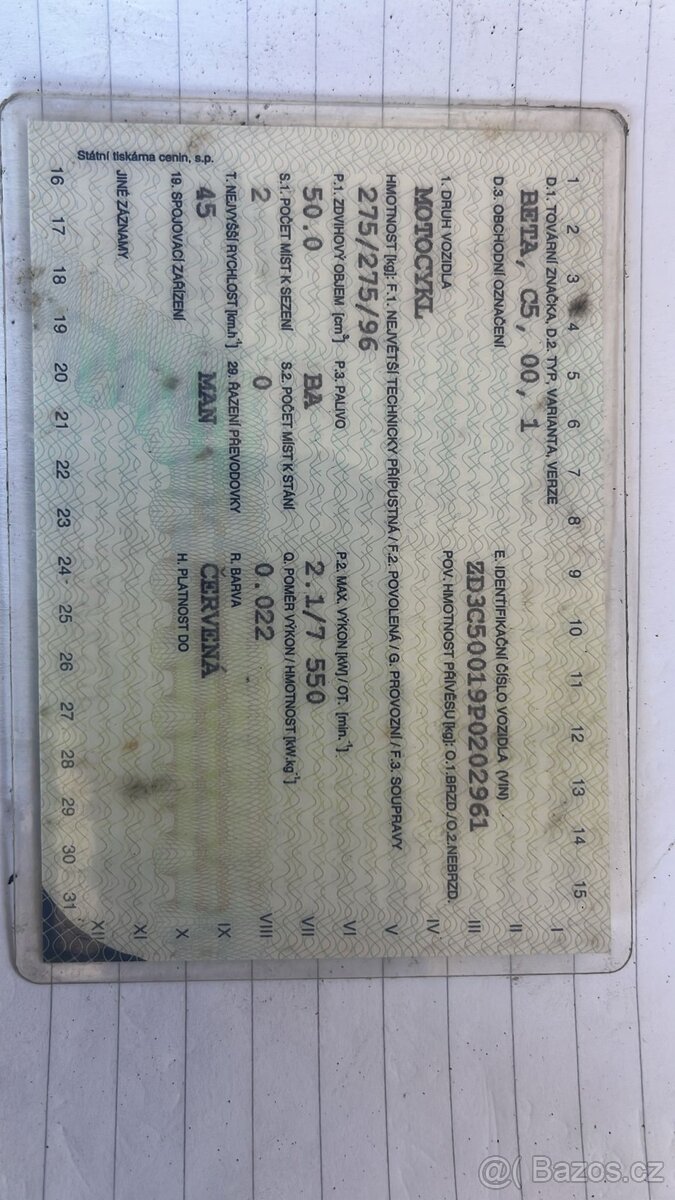 1 2 3 4 5 6 7 8 9 10 11 12 13 14 15
D.1. TOVÁRNÍ ZNAČKA, D.2. TYP, VARIANTA, VERZE
BETA, C5, 00, 1
D.3. OBCHODNÍ OZNAČENÍ
E. IDENTIFIKAČNÍ ČÍSLO VOZIDLA (VIN)
ZD3C50019P0202961
1. DRUH VOZIDLA
POV. HMOTNOST PŘÍVĚSU [kg]: O.1.BRZD./O.2.NEBRZD.
MOTOCYKL
HMOTNOST [kg]: F.1. NEJVĚTŠÍ TECHNICKY PŘÍPUSTNÁ / F.2. POVOLENÁ / G. PROVOZNÍ / F.3. SOUPRAVY
275/275/96
P.1. ZDVIHOVÝ OBJEM [cm³] P.3. PALIVO P.2. MAX. VÝKON [kW] / OT. [min.⁻¹]
50.0 BA 2.1/7 550
S.1. POČET MÍST K SEZENÍ S.2. POČET MÍST K STÁNÍ Q. POMĚR VÝKON / HMOTNOST [kW.kg⁻¹]
2 0 0.022
T. NEJVYŠŠÍ RYCHLOST [km.h⁻¹] 29. ŘAZENÍ PŘEVODOVKY R. BARVA
45 MAN ČERVENÁ
19. SPOJOVACÍ ZAŘÍZENÍ H. PLATNOST DO
JINÉ ZÁZNAMY
Státní tiskárna cenin, s.p.
16 17 18 19 20 21 22 23 24 25 26 27 28 29 30 31
I
II
III
IV
V
VI
VII
VIII
IX
X
XI
XII
@( Bazos.cz